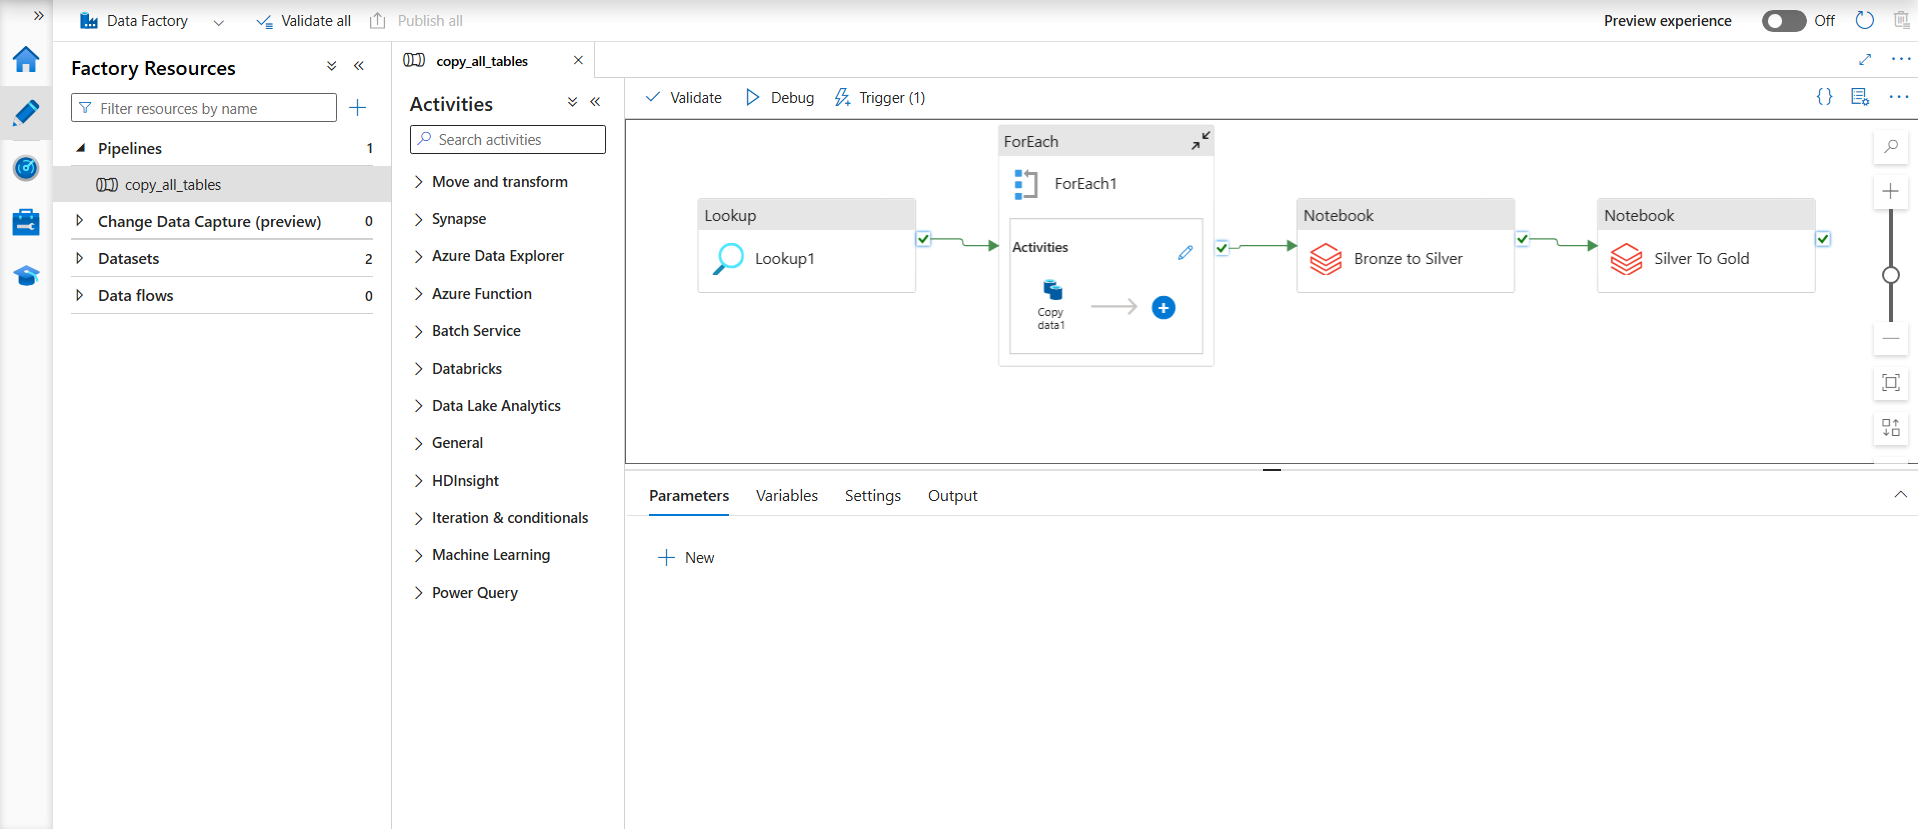 Data Factory
Validate all
Publish all
Preview experience
Off
Factory Resources
Filter resources by name
Pipelines 1
copy_all_tables
Change Data Capture (preview) 0
Datasets 2
Data flows 0
copy_all_tables
Activities
Search activities
Move and transform
Synapse
Azure Data Explorer
Azure Function
Batch Service
Databricks
Data Lake Analytics
General
HDInsight
Iteration & conditionals
Machine Learning
Power Query
Validate
Debug
Trigger (1)
Lookup
Lookup1
ForEach
ForEach1
Activities
Copy
data1
Notebook
Bronze to Silver
Notebook
Silver To Gold
Parameters
Variables
Settings
Output
New